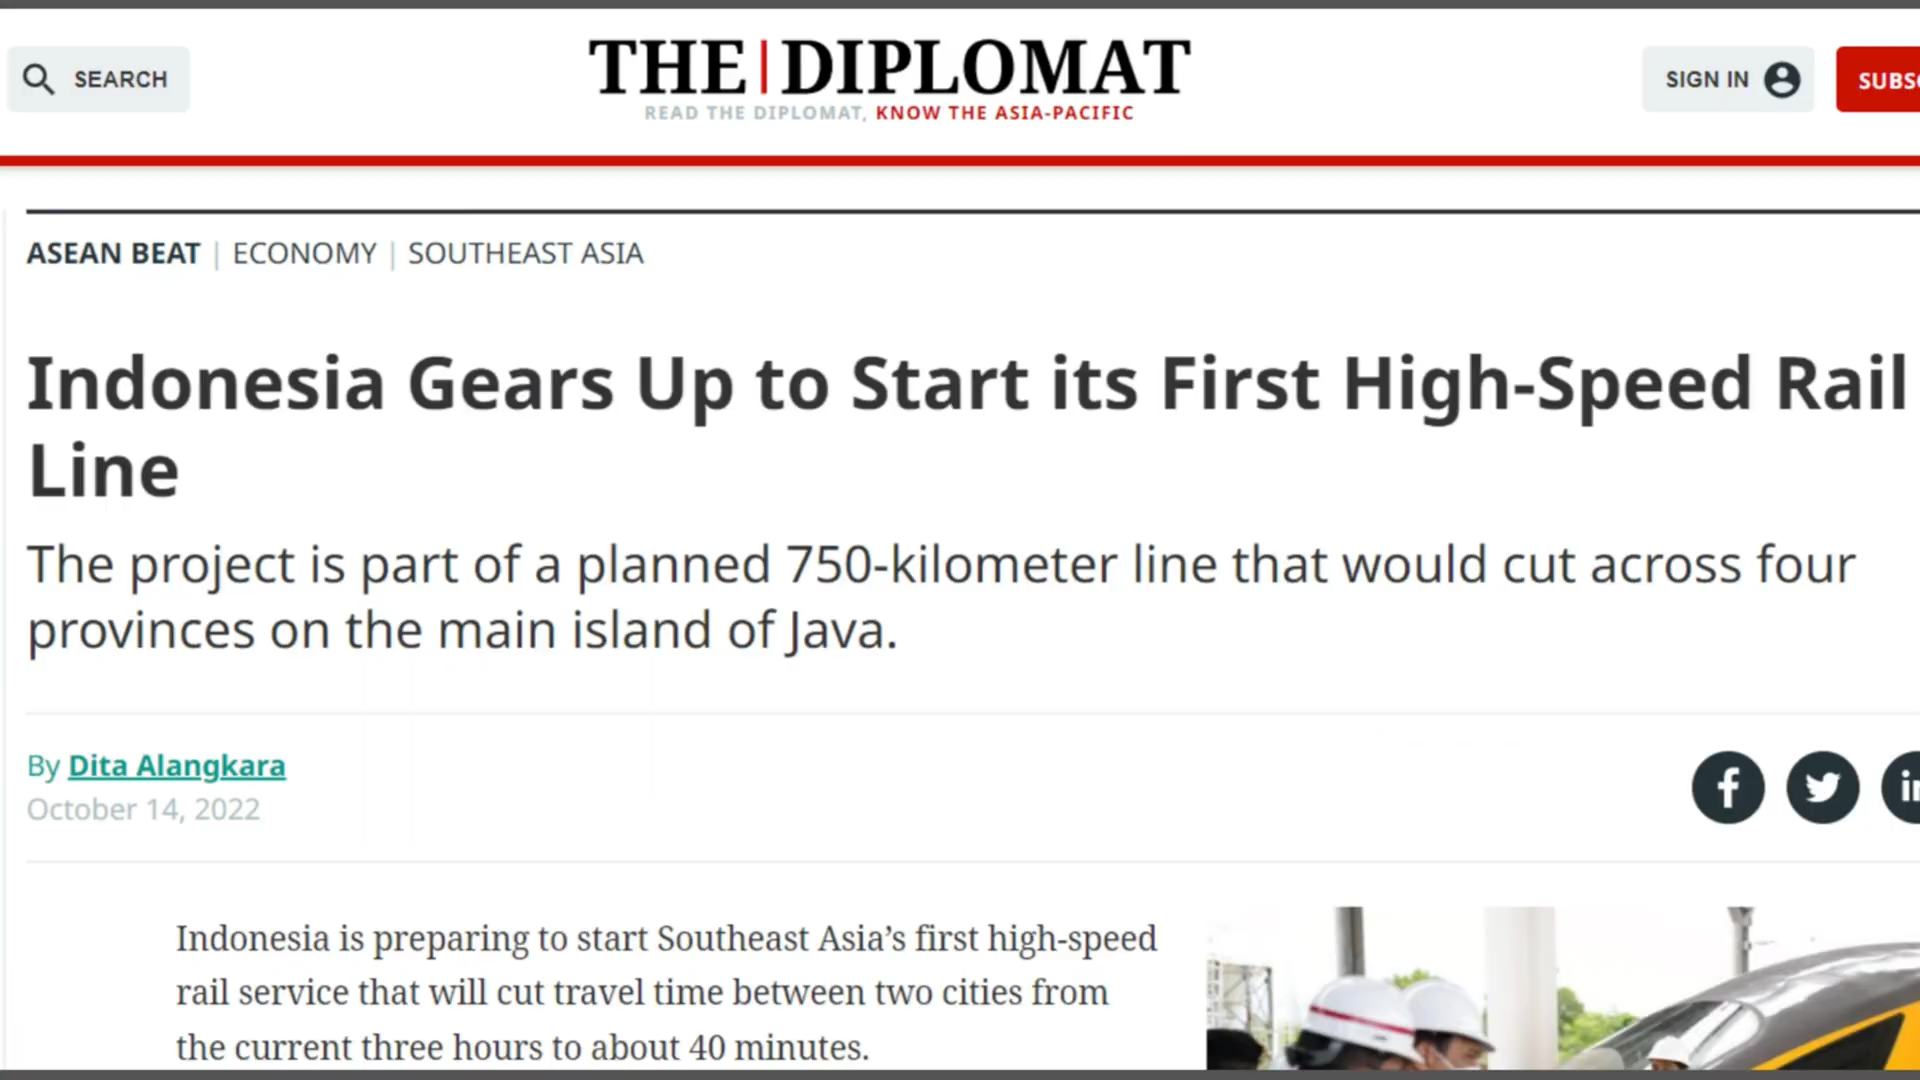 SEARCH
THE|DIPLOMAT
READ THE DIPLOMAT, KNOW THE ASIA-PACIFIC
SIGN IN
SUBS
ASEAN BEAT | ECONOMY | SOUTHEAST ASIA
Indonesia Gears Up to Start its First High-Speed Rail
Line
The project is part of a planned 750-kilometer line that would cut across four
provinces on the main island of Java.
By Dita Alangkara
October 14, 2022
Indonesia is preparing to start Southeast Asia’s first high-speed
rail service that will cut travel time between two cities from
the current three hours to about 40 minutes.